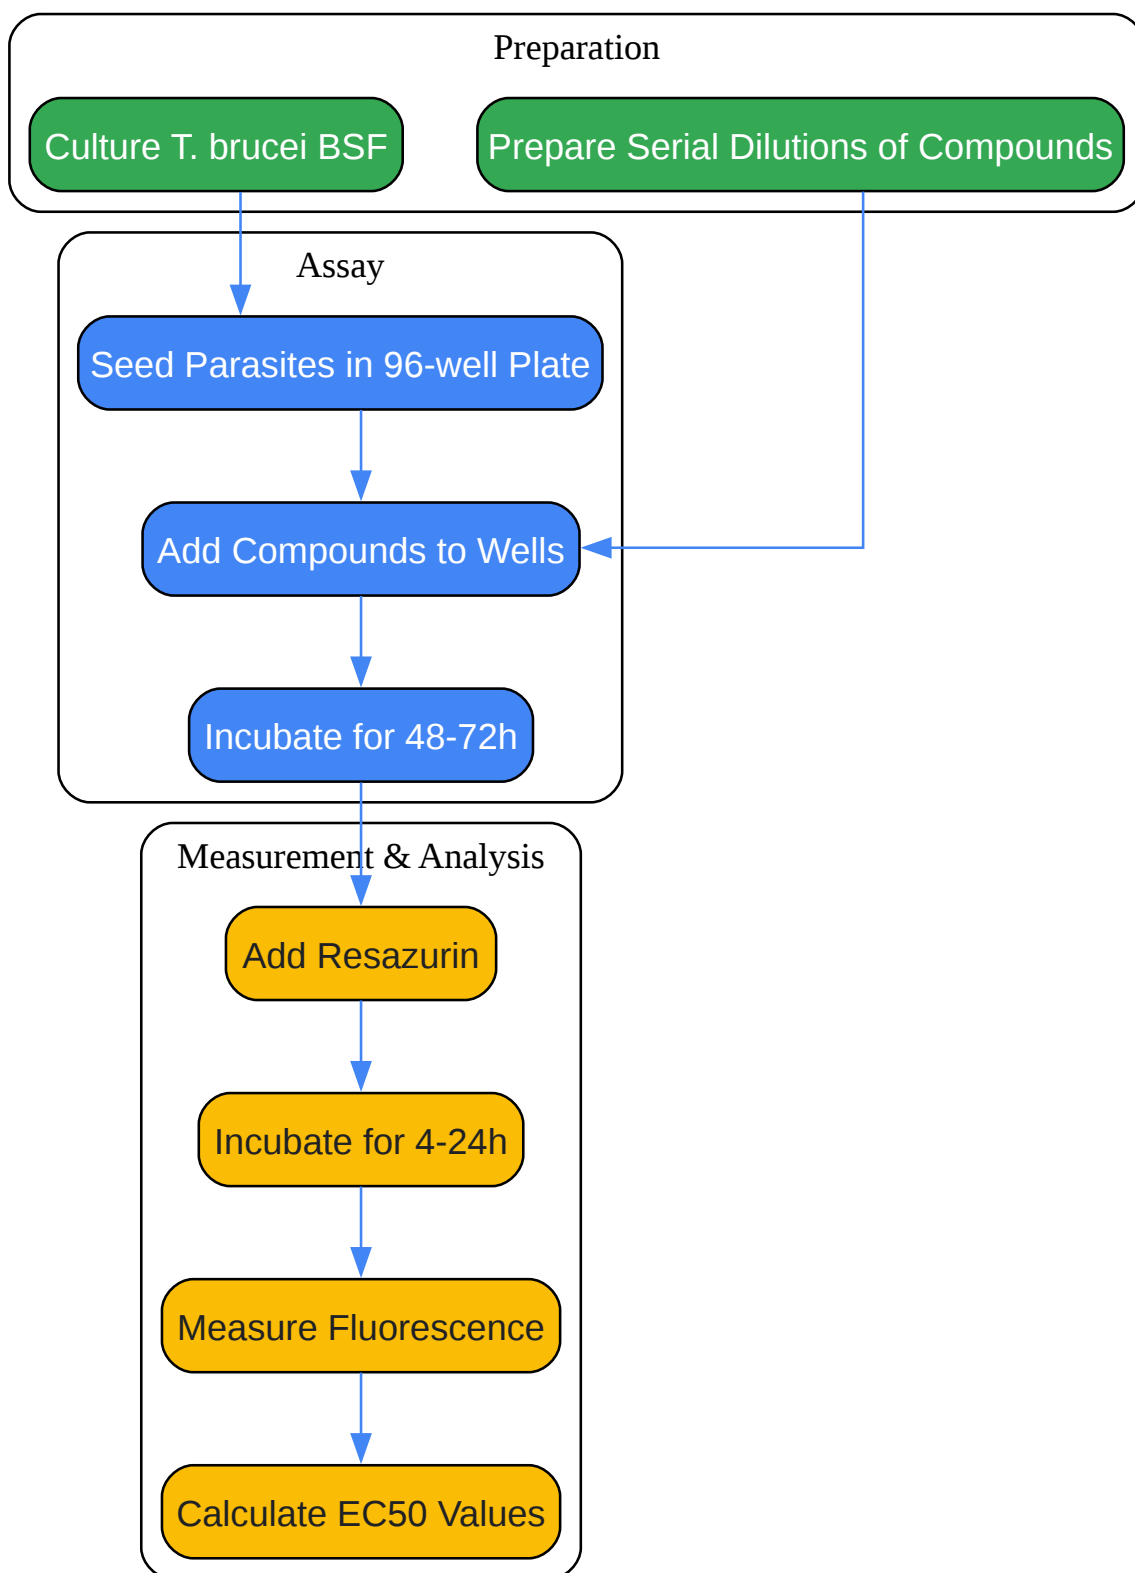 Preparation
Culture T. brucei BSF
Prepare Serial Dilutions of Compounds
Assay
Seed Parasites in 96-well Plate
Add Compounds to Wells
Incubate for 48-72h
Measurement & Analysis
Add Resazurin
Incubate for 4-24h
Measure Fluorescence
Calculate EC50 Values